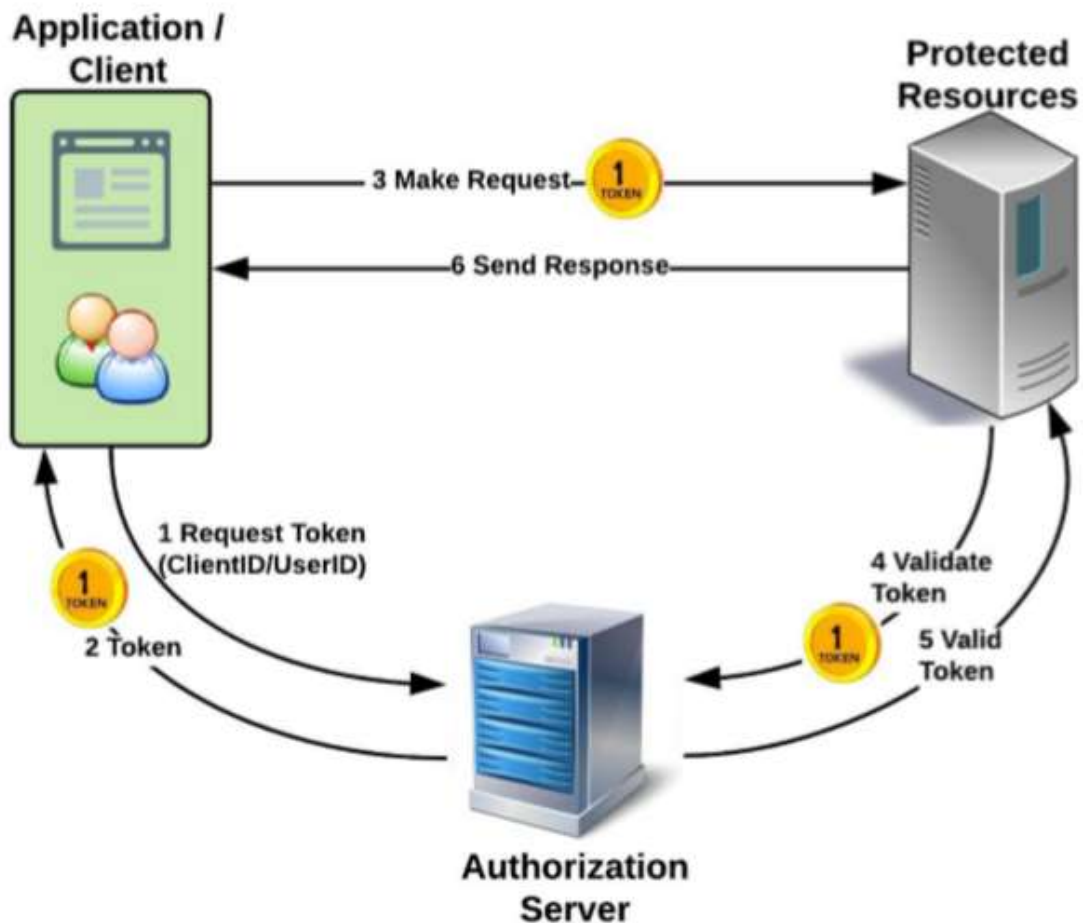 Application /
Client
Protected
Resources
3 Make Request
1
TOKEN
6 Send Response
1 Request Token
(ClientID/UserID)
1
TOKEN
2 Token
4 Validate
Token
1
TOKEN
5 Valid
Token
Authorization
Server